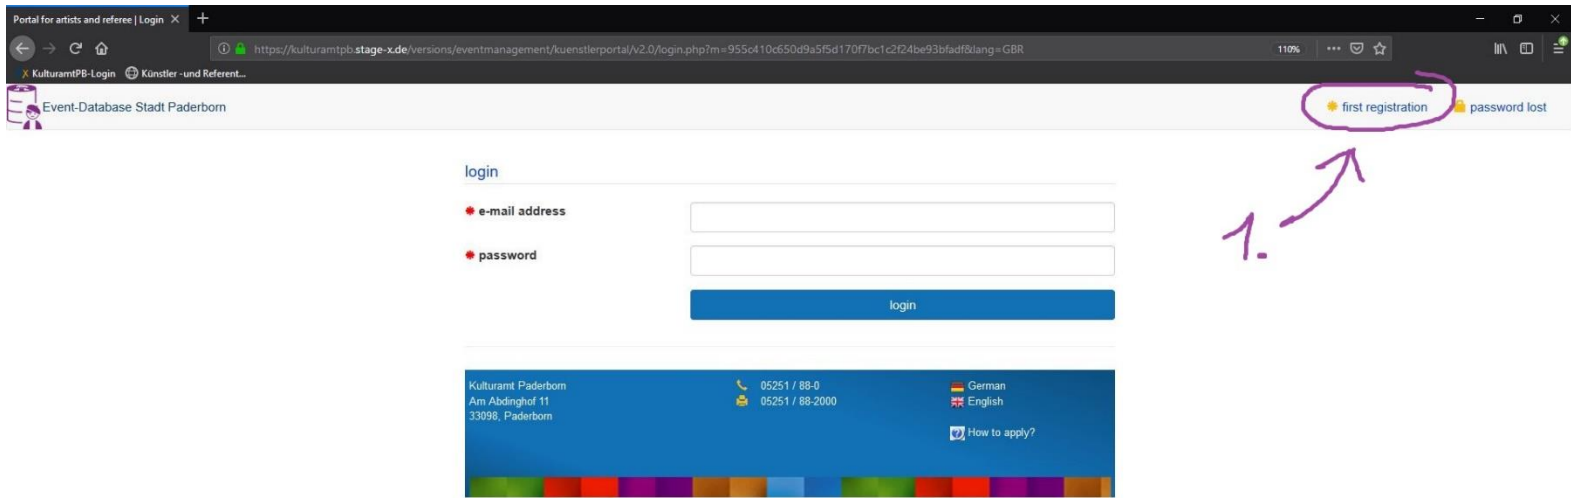 Portal for artists and referee | Login × +
https://kulturamtpb.stage-x.de/versions/eventmanagement/kuenstlerportal/v2.0/login.php?m=955c410c650d9a5f5d170f7bc1c2f24be93bfadf&lang=GBR 110%
KulturamtPB-Login Künstler -und Referent...
Event-Database Stadt Paderborn first registration password lost
login
e-mail address
1.
password
login
Kulturamt Paderborn 05251 / 88-0 German
Am Abdinghof 11 05251 / 88-2000 English
33098, Paderborn
How to apply?